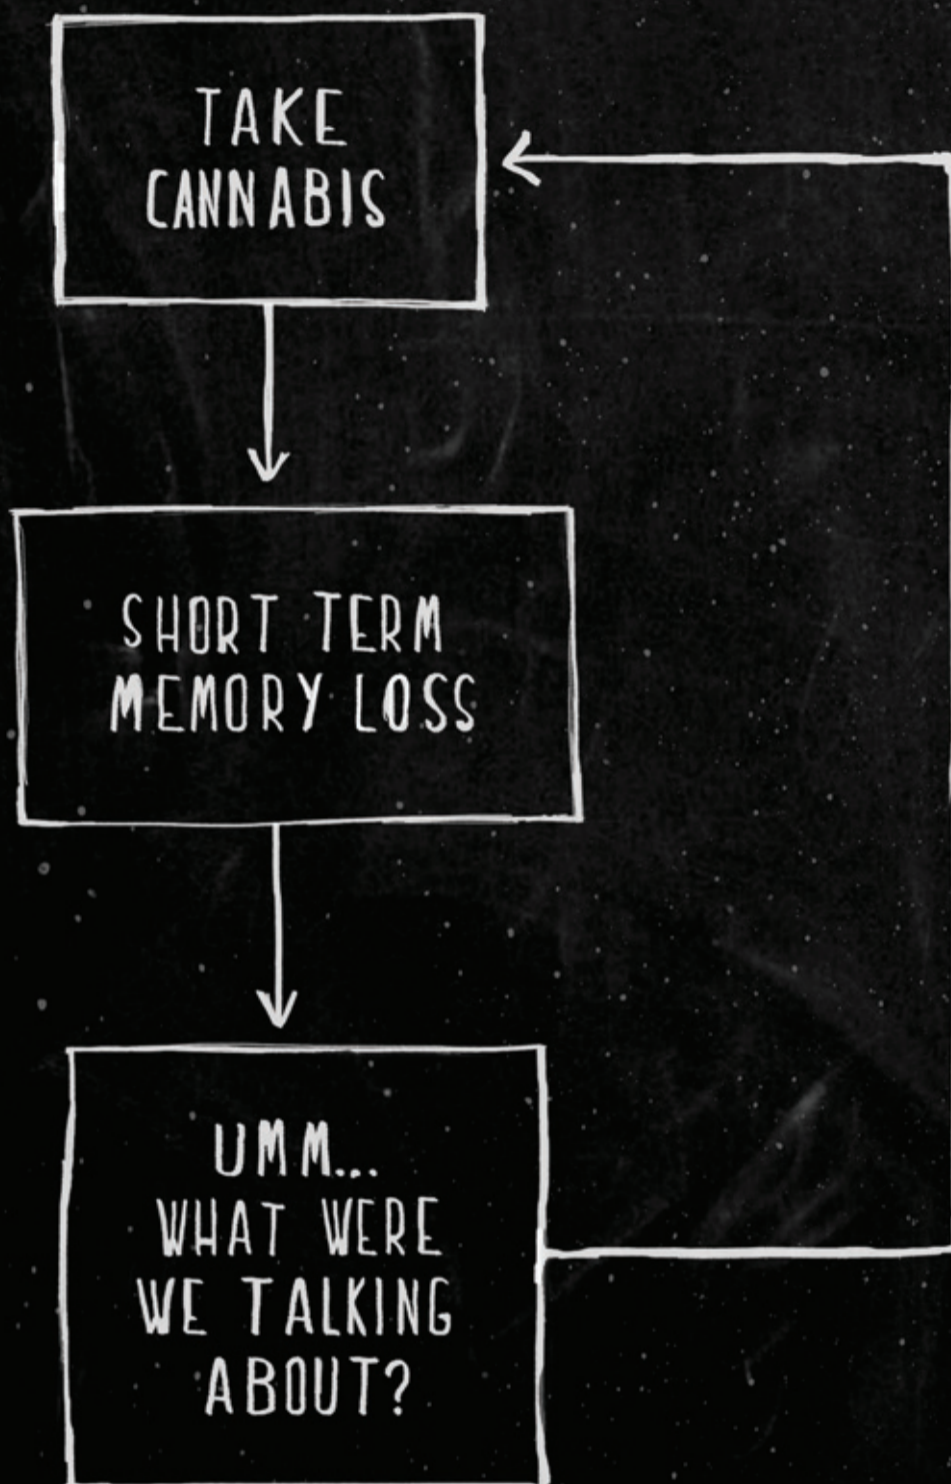 TAKE
CANNABIS
SHORT TERM
MEMORY LOSS
UMM...
WHAT WERE
WE TALKING
ABOUT?